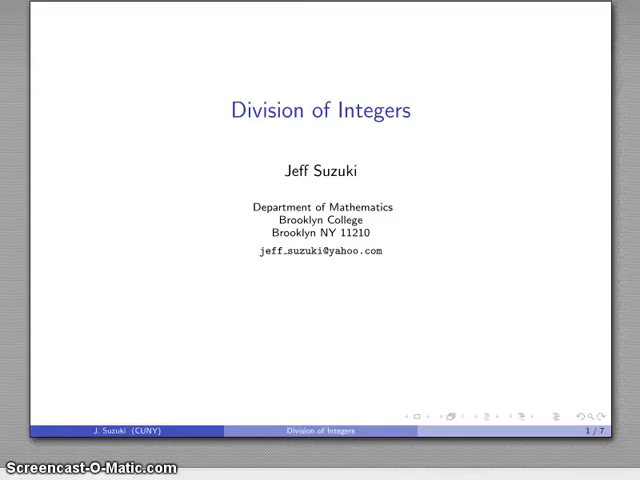 Division of Integers
Jeff Suzuki
Department of Mathematics
Brooklyn College
Brooklyn NY 11210
jeff_suzuki@yahoo.com
J. Suzuki (CUNY)
Division of Integers
1 / 7
Screencast-O-Matic.com